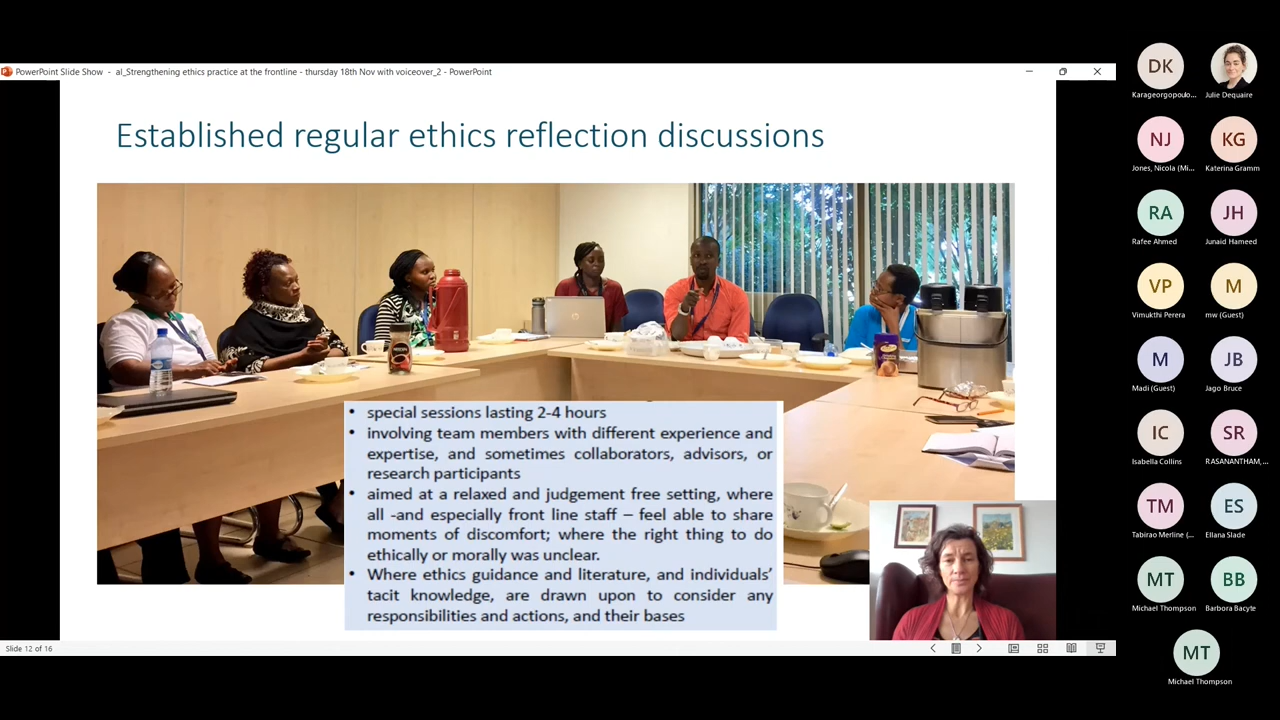 PowerPoint Slide Show - al_Strengthening ethics practice at the frontline - thursday 18th Nov with voiceover_2 - PowerPoint
Established regular ethics reflection discussions
• special sessions lasting 2-4 hours
• involving team members with different experience and
expertise, and sometimes collaborators, advisors, or
research participants
• aimed at a relaxed and judgement free setting, where
all -and especially front line staff – feel able to share
moments of discomfort; where the right thing to do
ethically or morally was unclear.
• Where ethics guidance and literature, and individuals’
tacit knowledge, are drawn upon to consider any
responsibilities and actions, and their bases
Slide 12 of 16
DK
Karageorgopoulo...
Julie Dequaire
NJ
Jones, Nicola (Mi...
KG
Katerina Gramm
RA
Rafee Ahmed
JH
Junaid Hameed
VP
Vimukthi Perera
M
mw (Guest)
M
Madi (Guest)
JB
Jago Bruce
IC
Isabella Collins
SR
RASANANTHAM,...
TM
Tabirao Merline (...
ES
Ellana Slade
MT
Michael Thompson
BB
Barbora Bacyte
MT
Michael Thompson